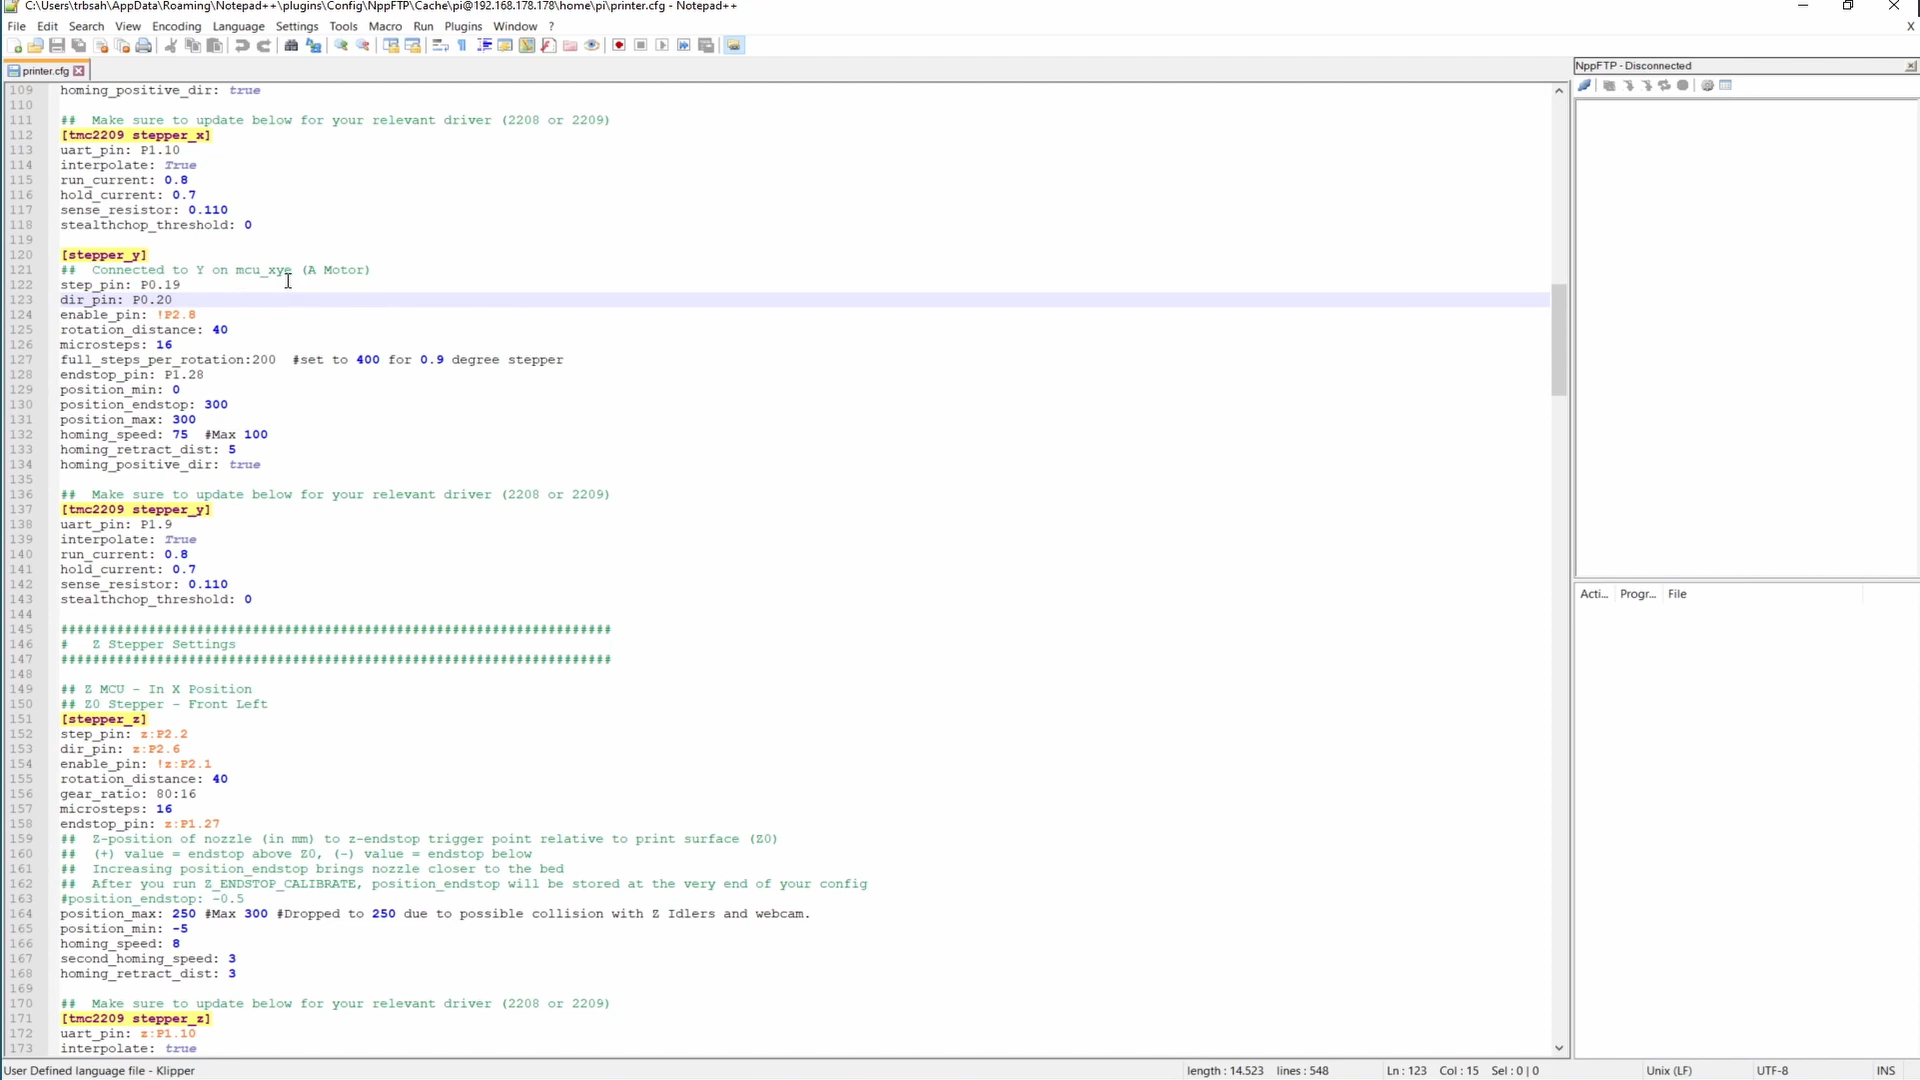 C:\Users\trbsah\AppData\Roaming\Notepad++\plugins\Config\NppFTP\Cache\pi@192.168.178.178\home\pi\printer.cfg - Notepad++
File Edit Search View Encoding Language Settings Tools Macro Run Plugins Window ? X
printer.cfg
NppFTP - Disconnected
109 homing_positive_dir: true
110
111 ## Make sure to update below for your relevant driver (2208 or 2209)
112 [tmc2209 stepper_x]
113 uart_pin: P1.10
114 interpolate: True
115 run_current: 0.8
116 hold_current: 0.7
117 sense_resistor: 0.110
118 stealthchop_threshold: 0
119
120 [stepper_y]
121 ## Connected to Y on mcu_xye (A Motor)
122 step_pin: P0.19
123 dir_pin: P0.20
124 enable_pin: !P2.8
125 rotation_distance: 40
126 microsteps: 16
127 full_steps_per_rotation:200 #set to 400 for 0.9 degree stepper
128 endstop_pin: P1.28
129 position_min: 0
130 position_endstop: 300
131 position_max: 300
132 homing_speed: 75 #Max 100
133 homing_retract_dist: 5
134 homing_positive_dir: true
135
136 ## Make sure to update below for your relevant driver (2208 or 2209)
137 [tmc2209 stepper_y]
138 uart_pin: P1.9
139 interpolate: True
140 run_current: 0.8
141 hold_current: 0.7
142 sense_resistor: 0.110
143 stealthchop_threshold: 0
144
145 #####################################################################
146 # Z Stepper Settings
147 #####################################################################
148
149 ## Z MCU - In X Position
150 ## Z0 Stepper - Front Left
151 [stepper_z]
152 step_pin: z:P2.2
153 dir_pin: z:P2.6
154 enable_pin: !z:P2.1
155 rotation_distance: 40
156 gear_ratio: 80:16
157 microsteps: 16
158 endstop_pin: z:P1.27
159 ## Z-position of nozzle (in mm) to z-endstop trigger point relative to print surface (Z0)
160 ## (+) value = endstop above Z0, (-) value = endstop below
161 ## Increasing position_endstop brings nozzle closer to the bed
162 ## After you run Z_ENDSTOP_CALIBRATE, position_endstop will be stored at the very end of your config
163 #position_endstop: -0.5
164 position_max: 250 #Max 300 #Dropped to 250 due to possible collision with Z Idlers and webcam.
165 position_min: -5
166 homing_speed: 8
167 second_homing_speed: 3
168 homing_retract_dist: 3
169
170 ## Make sure to update below for your relevant driver (2208 or 2209)
171 [tmc2209 stepper_z]
172 uart_pin: z:P1.10
173 interpolate: true
Acti... Progr... File
User Defined language file - Klipper length : 14.523 lines : 548 Ln : 123 Col : 15 Sel : 0 | 0 Unix (LF) UTF-8 INS